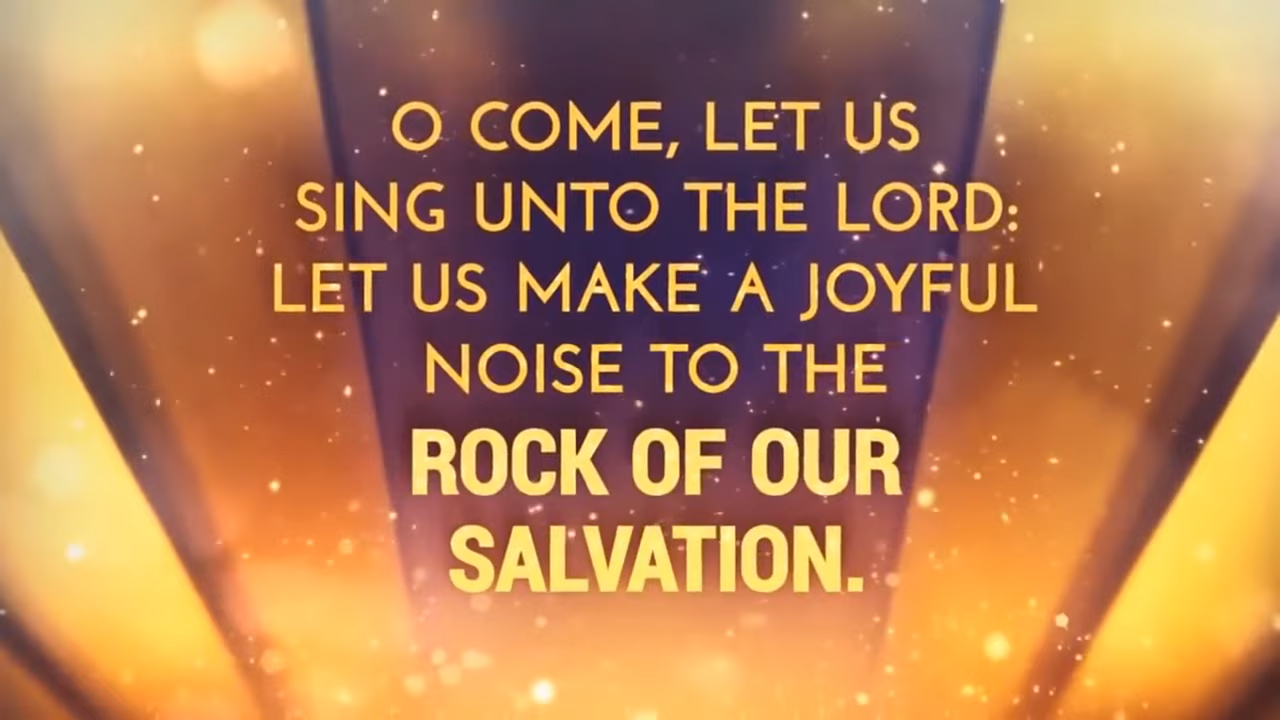 O COME, LET US
SING UNTO THE LORD:
LET US MAKE A JOYFUL
NOISE TO THE
ROCK OF OUR
SALVATION.